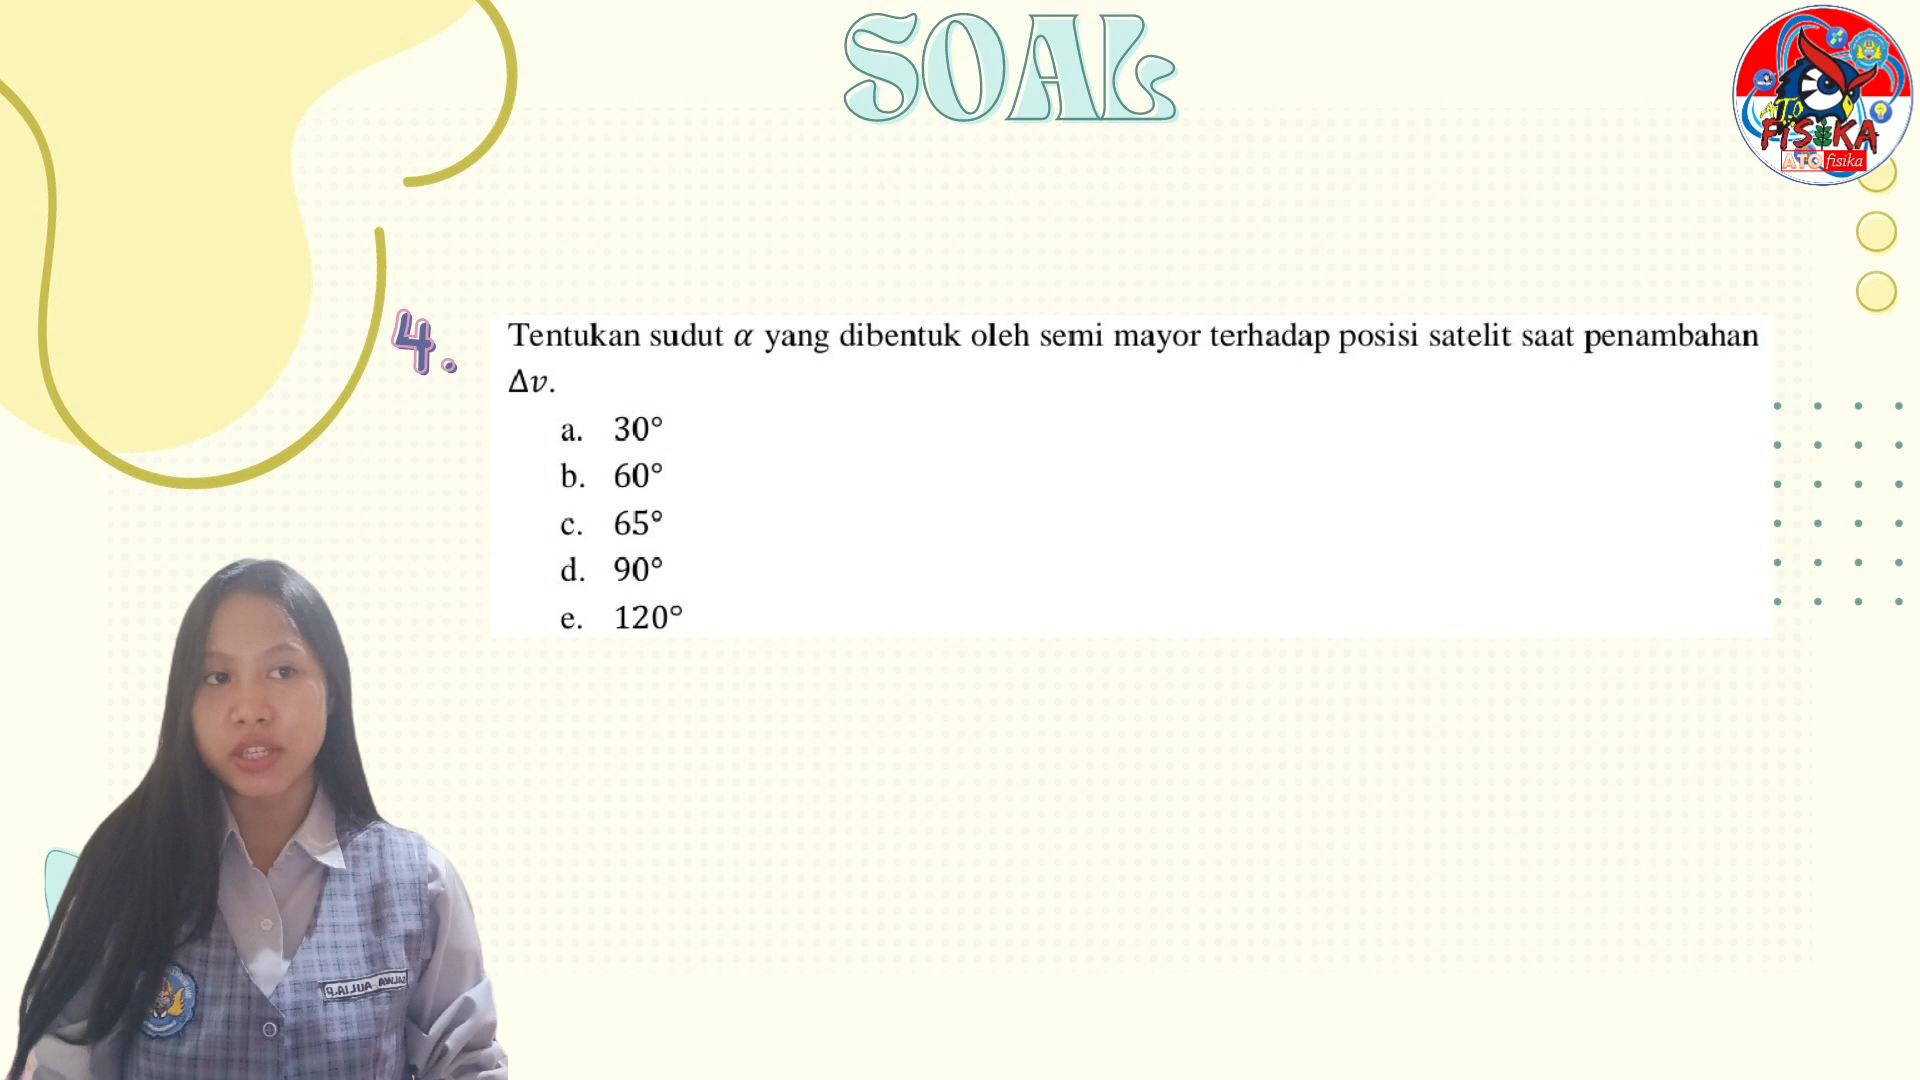 SOAL
ATO
FISIKA
ATO fisika
4.
Tentukan sudut α yang dibentuk oleh semi mayor terhadap posisi satelit saat penambahan
Δv.
a. 30°
b. 60°
c. 65°
d. 90°
e. 120°